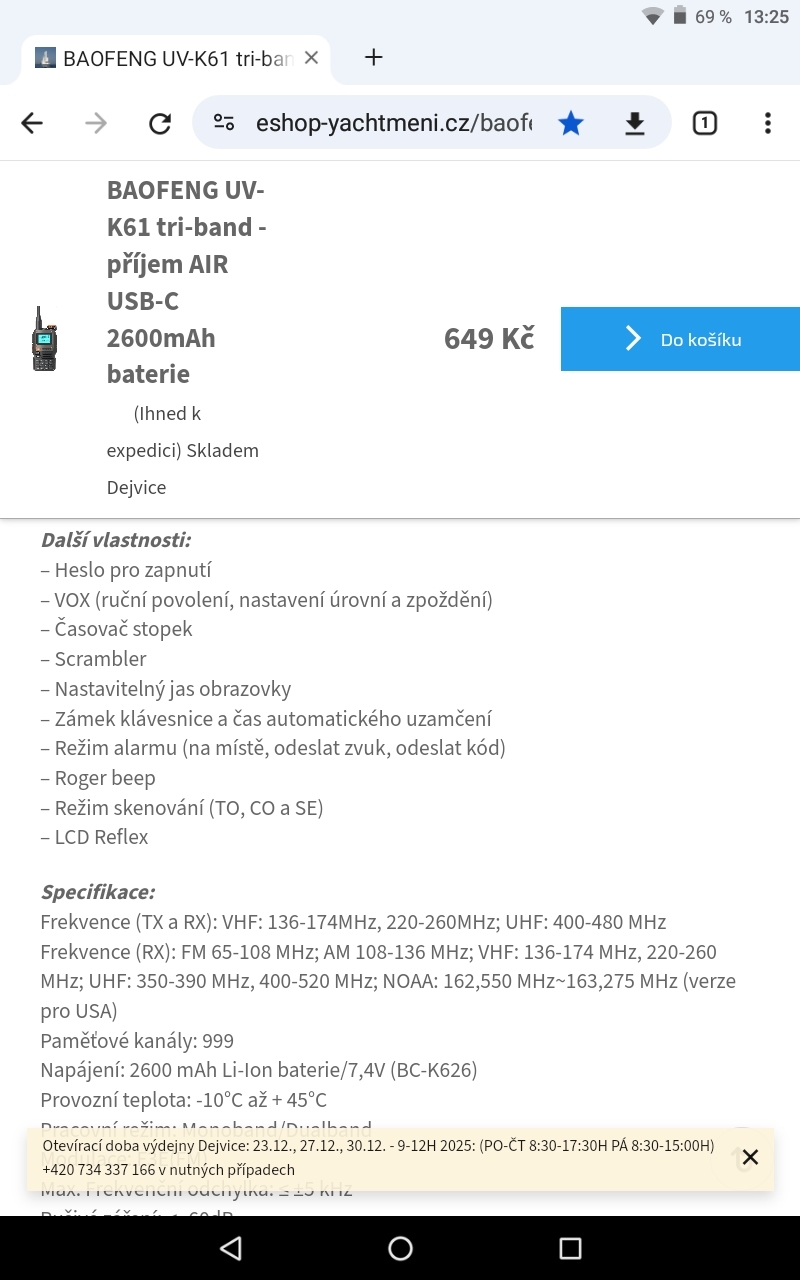 69 % 13:25
BAOFENG UV-K61 tri-ban
eshop-yachtmeni.cz/baofe
1
BAOFENG UV-
K61 tri-band -
příjem AIR
USB-C
2600mAh
baterie
(Ihned k
expedici) Skladem
Dejvice
649 Kč
Do košíku
Další vlastnosti:
– Heslo pro zapnutí
– VOX (ruční povolení, nastavení úrovní a zpoždění)
– Časovač stopek
– Scrambler
– Nastavitelný jas obrazovky
– Zámek klávesnice a čas automatického uzamčení
– Režim alarmu (na místě, odeslat zvuk, odeslat kód)
– Roger beep
– Režim skenování (TO, CO a SE)
– LCD Reflex
Specifikace:
Frekvence (TX a RX): VHF: 136-174MHz, 220-260MHz; UHF: 400-480 MHz
Frekvence (RX): FM 65-108 MHz; AM 108-136 MHz; VHF: 136-174 MHz, 220-260
MHz; UHF: 350-390 MHz, 400-520 MHz; NOAA: 162,550 MHz~163,275 MHz (verze
pro USA)
Paměťové kanály: 999
Napájení: 2600 mAh Li-Ion baterie/7,4V (BC-K626)
Provozní teplota: -10°C až + 45°C
Pracovní režim: Monoband/Dualband
Otevírací doba výdejny Dejvice: 23.12., 27.12., 30.12. - 9-12H 2025: (PO-ČT 8:30-17:30H PÁ 8:30-15:00H)
+420 734 337 166 v nutných případech
Max. Frekvenční odchylka: ≤ ±5 kHz